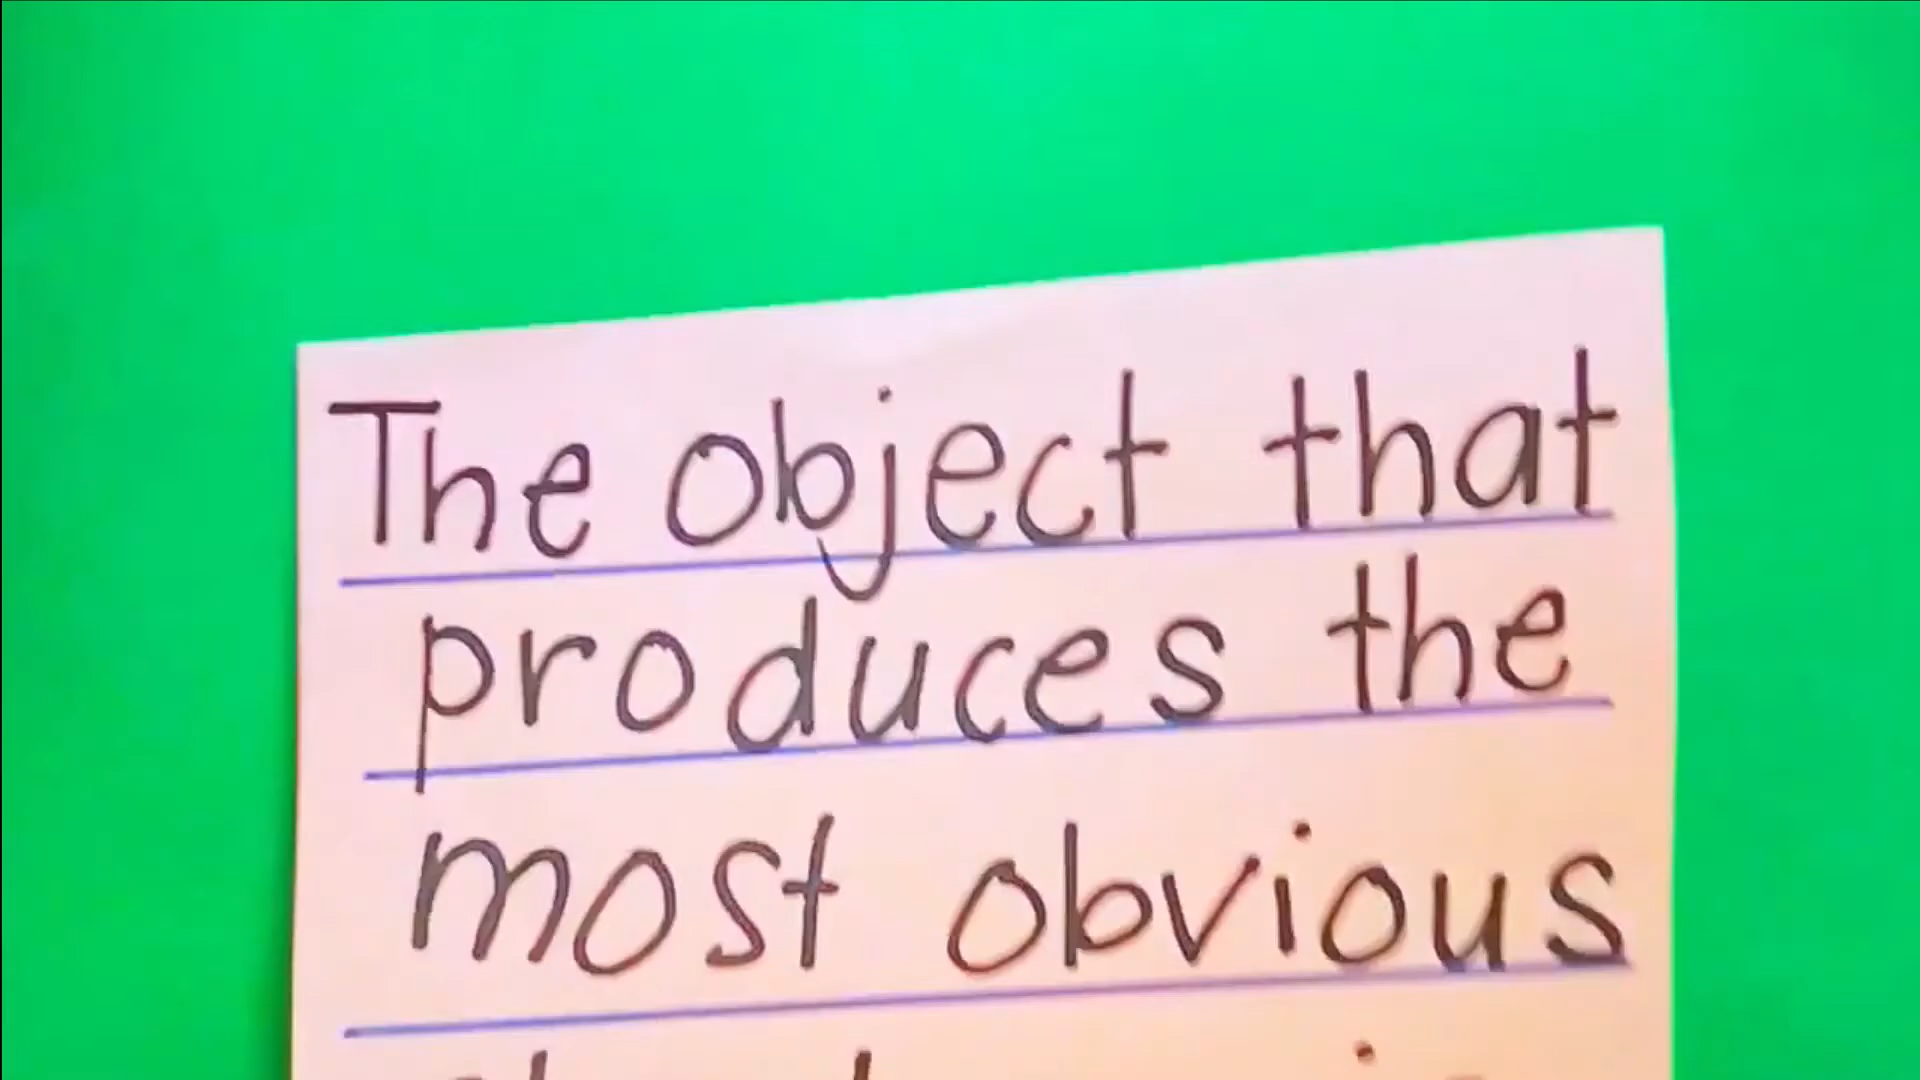 The object that
produces the
most obvious